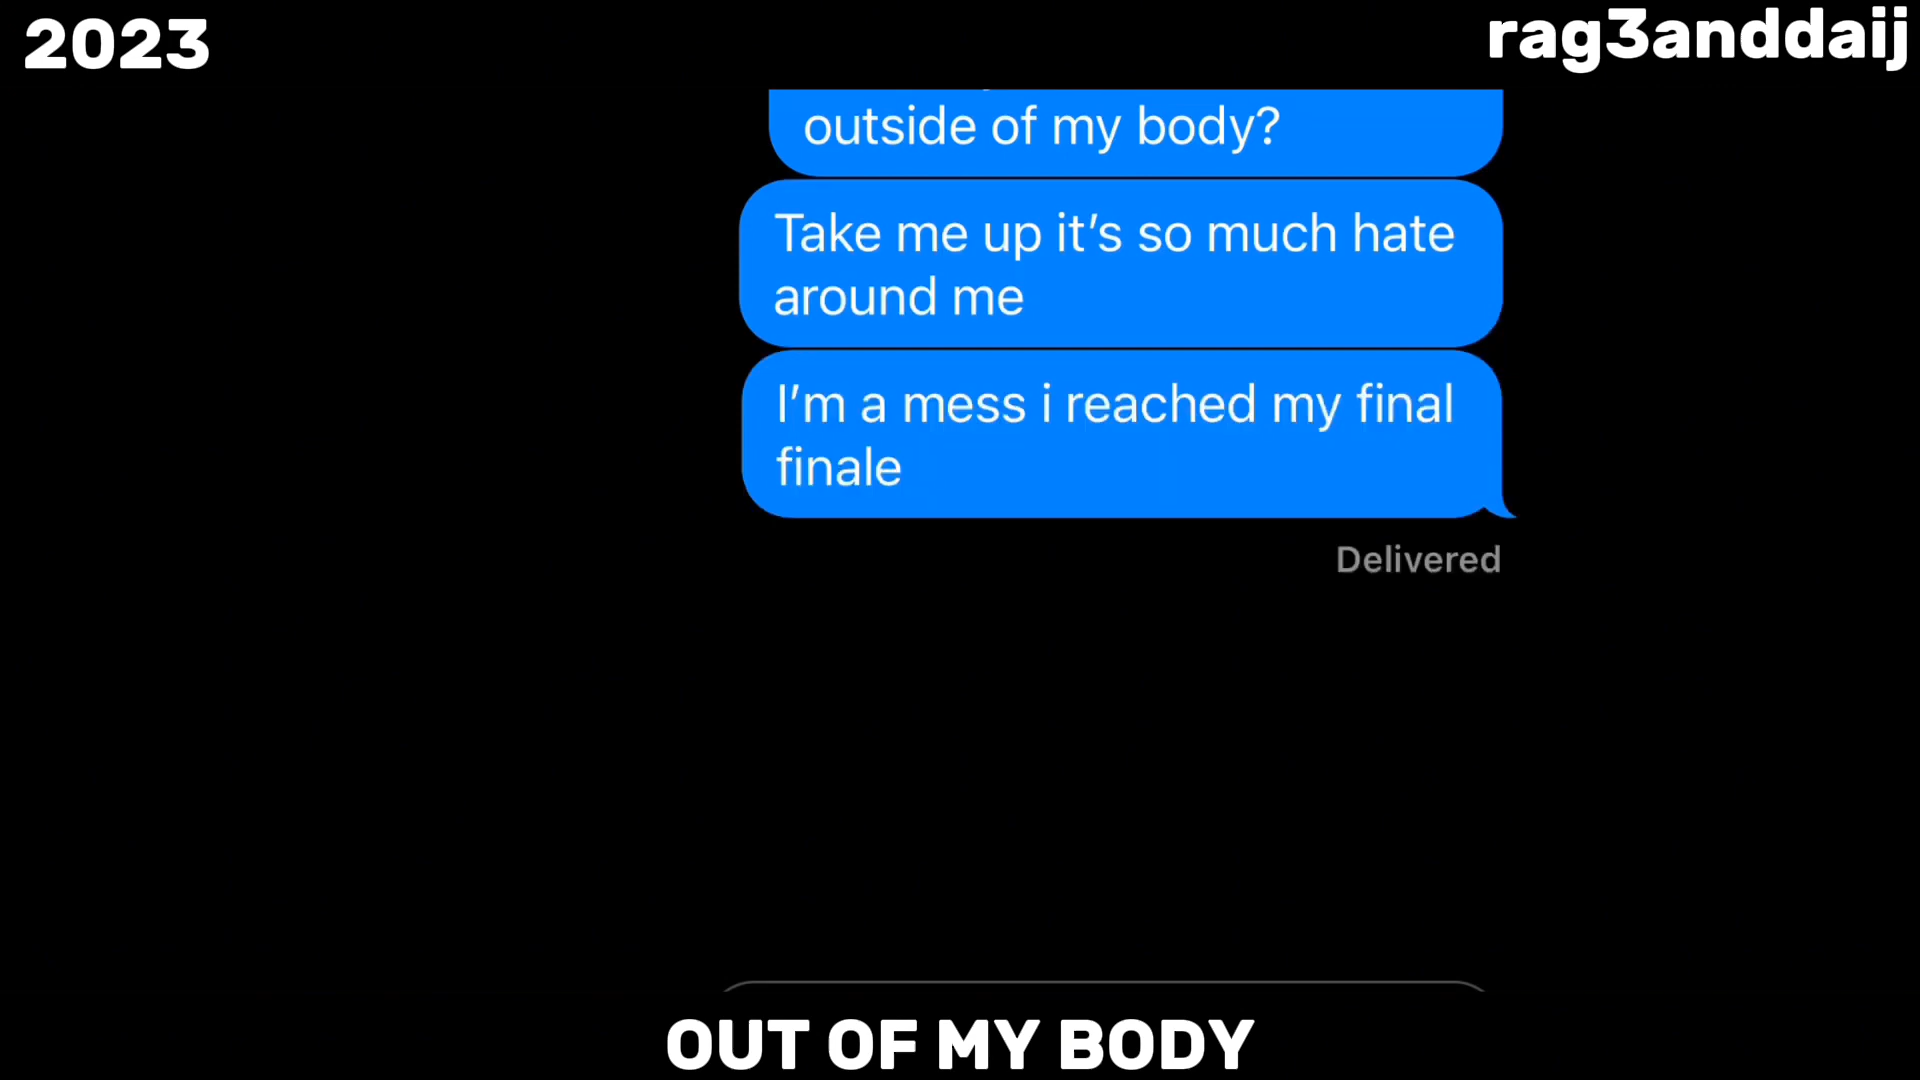 2023
rag3anddaij
outside of my body?
Take me up it’s so much hate
around me
I’m a mess i reached my final
finale
Delivered
OUT OF MY BODY